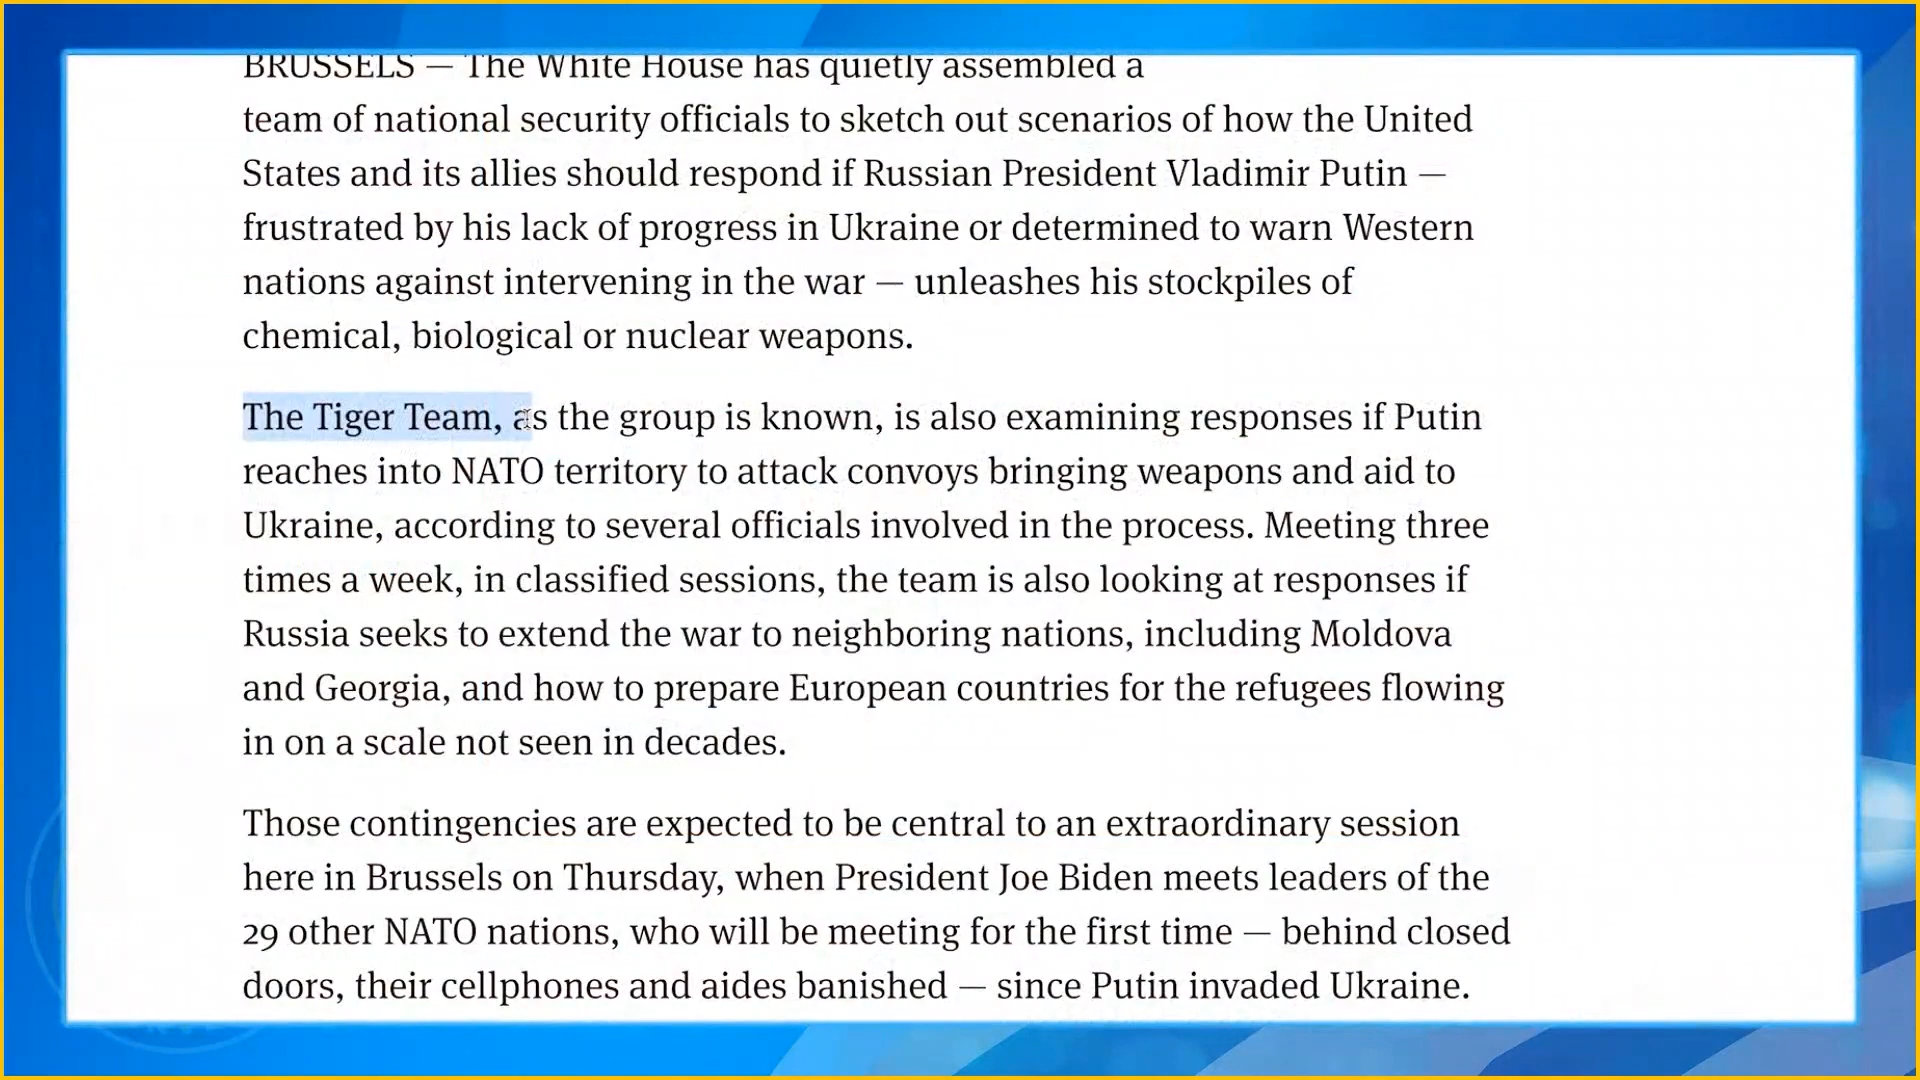 BRUSSELS — The White House has quietly assembled a
team of national security officials to sketch out scenarios of how the United
States and its allies should respond if Russian President Vladimir Putin —
frustrated by his lack of progress in Ukraine or determined to warn Western
nations against intervening in the war — unleashes his stockpiles of
chemical, biological or nuclear weapons.
The Tiger Team, as the group is known, is also examining responses if Putin
reaches into NATO territory to attack convoys bringing weapons and aid to
Ukraine, according to several officials involved in the process. Meeting three
times a week, in classified sessions, the team is also looking at responses if
Russia seeks to extend the war to neighboring nations, including Moldova
and Georgia, and how to prepare European countries for the refugees flowing
in on a scale not seen in decades.
Those contingencies are expected to be central to an extraordinary session
here in Brussels on Thursday, when President Joe Biden meets leaders of the
29 other NATO nations, who will be meeting for the first time — behind closed
doors, their cellphones and aides banished — since Putin invaded Ukraine.